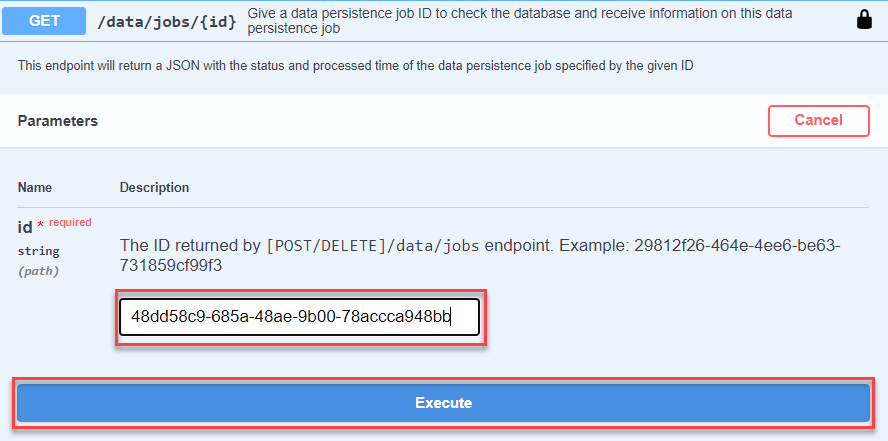 GET /data/jobs/{id} Give a data persistence job ID to check the database and receive information on this data
persistence job
This endpoint will return a JSON with the status and processed time of the data persistence job specified by the given ID
Parameters Cancel
Name Description
id * required
string
(path)
The ID returned by [POST/DELETE]/data/jobs endpoint. Example: 29812f26-464e-4ee6-be63-
731859cf99f3
48dd58c9-685a-48ae-9b00-78accca948bb
Execute